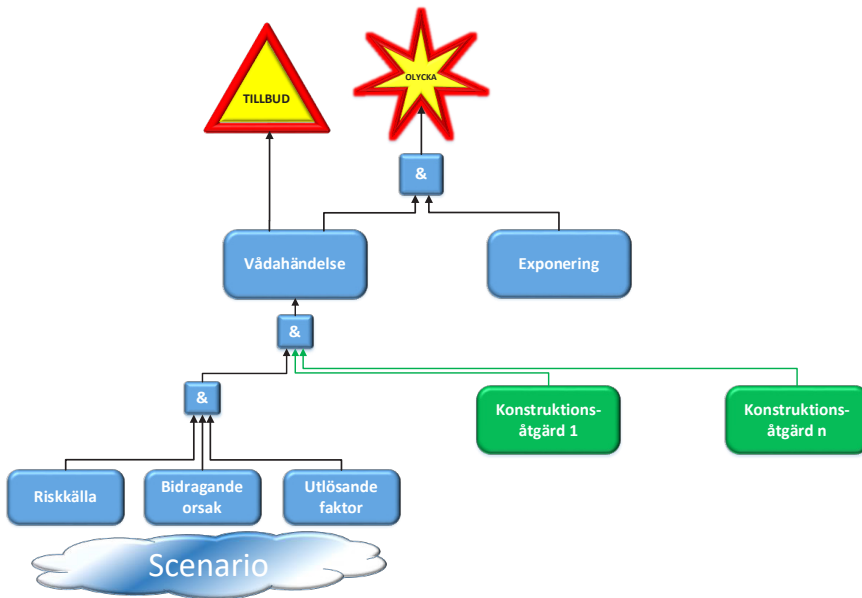 OLYCKA
TILLBUD
&
Vådahändelse
Exponering
&
&
Konstruktions-
åtgärd 1
Konstruktions-
åtgärd n
Riskkälla
Bidragande
orsak
Utlösande
faktor
Scenario